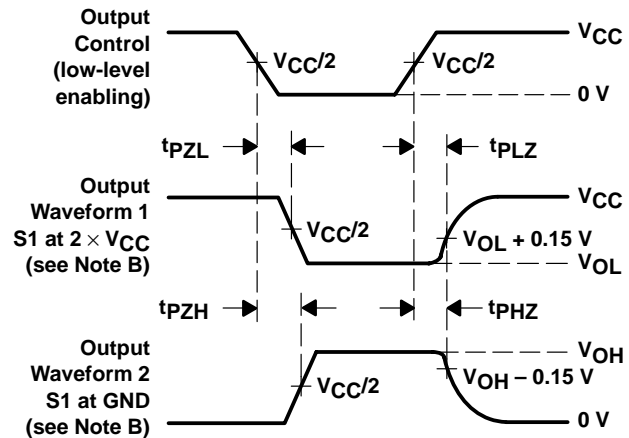 Output
Control
(low-level
enabling)
VCC
VCC/2
VCC/2
0 V
tPZL
tPLZ
Output
Waveform 1
S1 at 2 × VCC
(see Note B)
VCC
VCC/2
VOL + 0.15 V
VOL
tPZH
tPHZ
Output
Waveform 2
S1 at GND
(see Note B)
VOH
VCC/2
VOH – 0.15 V
0 V